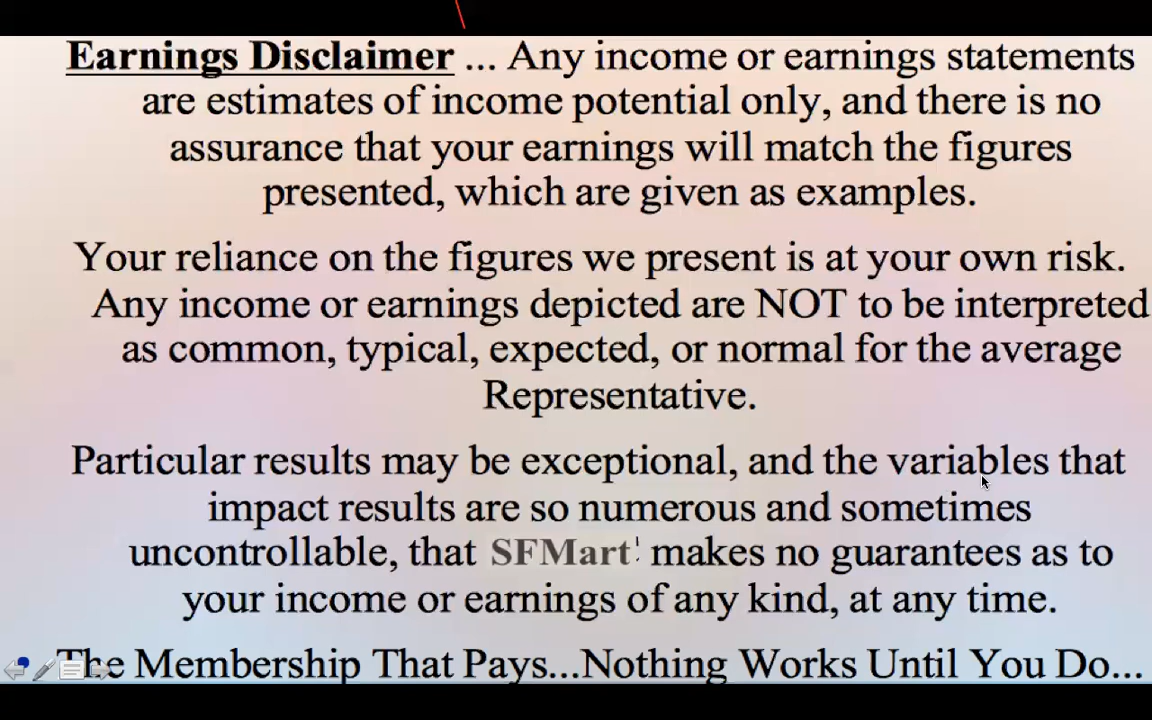 Earnings Disclaimer ... Any income or earnings statements
are estimates of income potential only, and there is no
assurance that your earnings will match the figures
presented, which are given as examples.
Your reliance on the figures we present is at your own risk.
Any income or earnings depicted are NOT to be interpreted
as common, typical, expected, or normal for the average
Representative.
Particular results may be exceptional, and the variables that
impact results are so numerous and sometimes
uncontrollable, that SFMart makes no guarantees as to
your income or earnings of any kind, at any time.
The Membership That Pays...Nothing Works Until You Do...